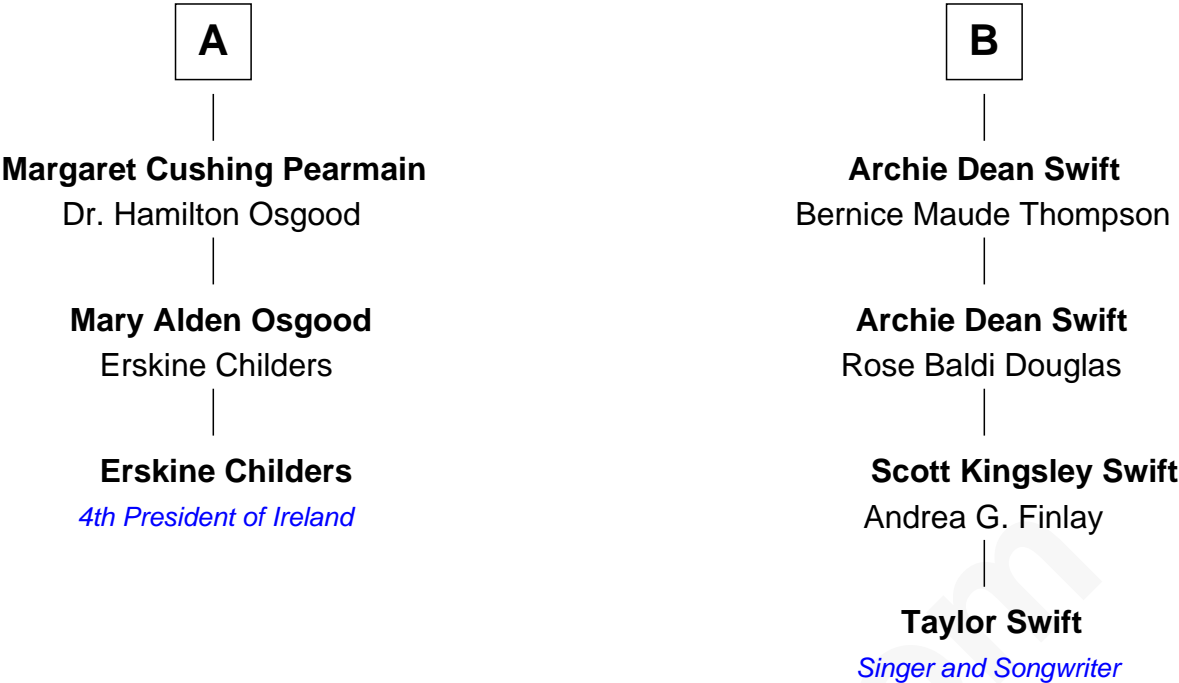 A
Margaret Cushing Pearmain
Dr. Hamilton Osgood
Mary Alden Osgood
Erskine Childers
Erskine Childers
4th President of Ireland
B
Archie Dean Swift
Bernice Maude Thompson
Archie Dean Swift
Rose Baldi Douglas
Scott Kingsley Swift
Andrea G. Finlay
Taylor Swift
Singer and Songwriter